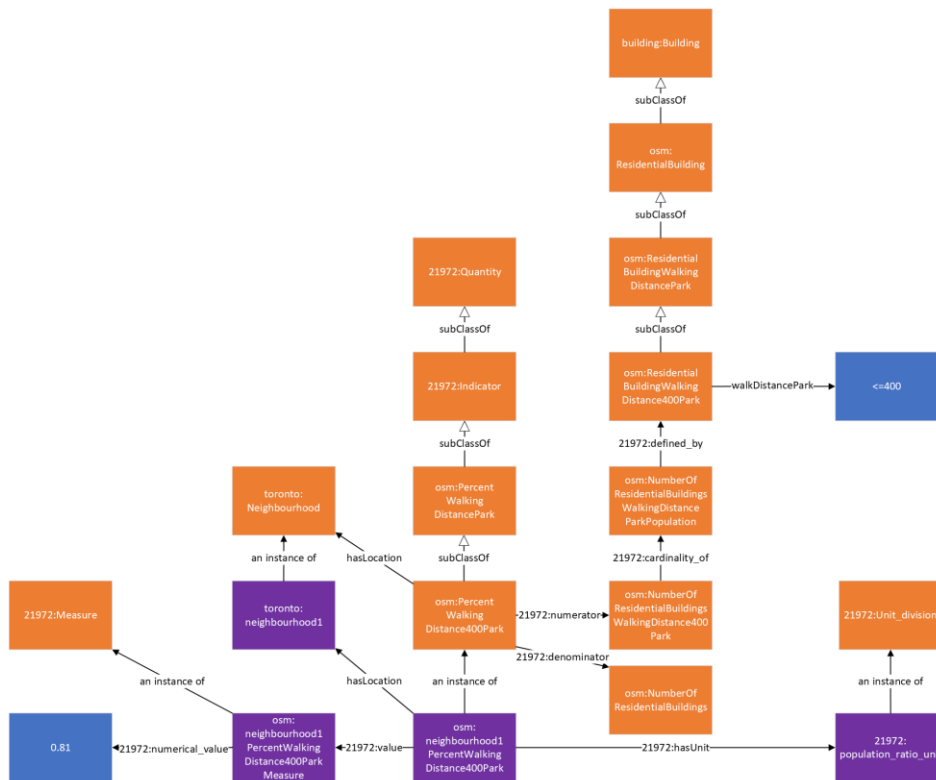 building:Building
subClassOf
osm:
ResidentialBuilding
subClassOf
21972:Quantity
osm:Residential
BuildingWalking
DistancePark
subClassOf
subClassOf
21972:Indicator
osm:Residential
BuildingWalking
Distance400Park
walkDistancePark
<=400
subClassOf
21972:defined_by
toronto:
Neighbourhood
osm:Percent
Walking
DistancePark
osm:NumberOf
ResidentialBuildings
WalkingDistance
ParkPopulation
an instance of
hasLocation
subClassOf
21972:cardinality_of
21972:Measure
toronto:
neighbourhood1
osm:Percent
Walking
Distance400Park
21972:numerator
osm:NumberOf
ResidentialBuildings
WalkingDistance400
Park
21972:Unit_division
21972:denominator
an instance of
hasLocation
an instance of
osm:NumberOf
ResidentialBuildings
an instance of
0.81
21972:numerical_value
osm:
neighbourhood1
PercentWalking
Distance400Park
Measure
21972:value
osm:
neighbourhood1
PercentWalking
Distance400Park
21972:hasUnit
21972:
population_ratio_unit